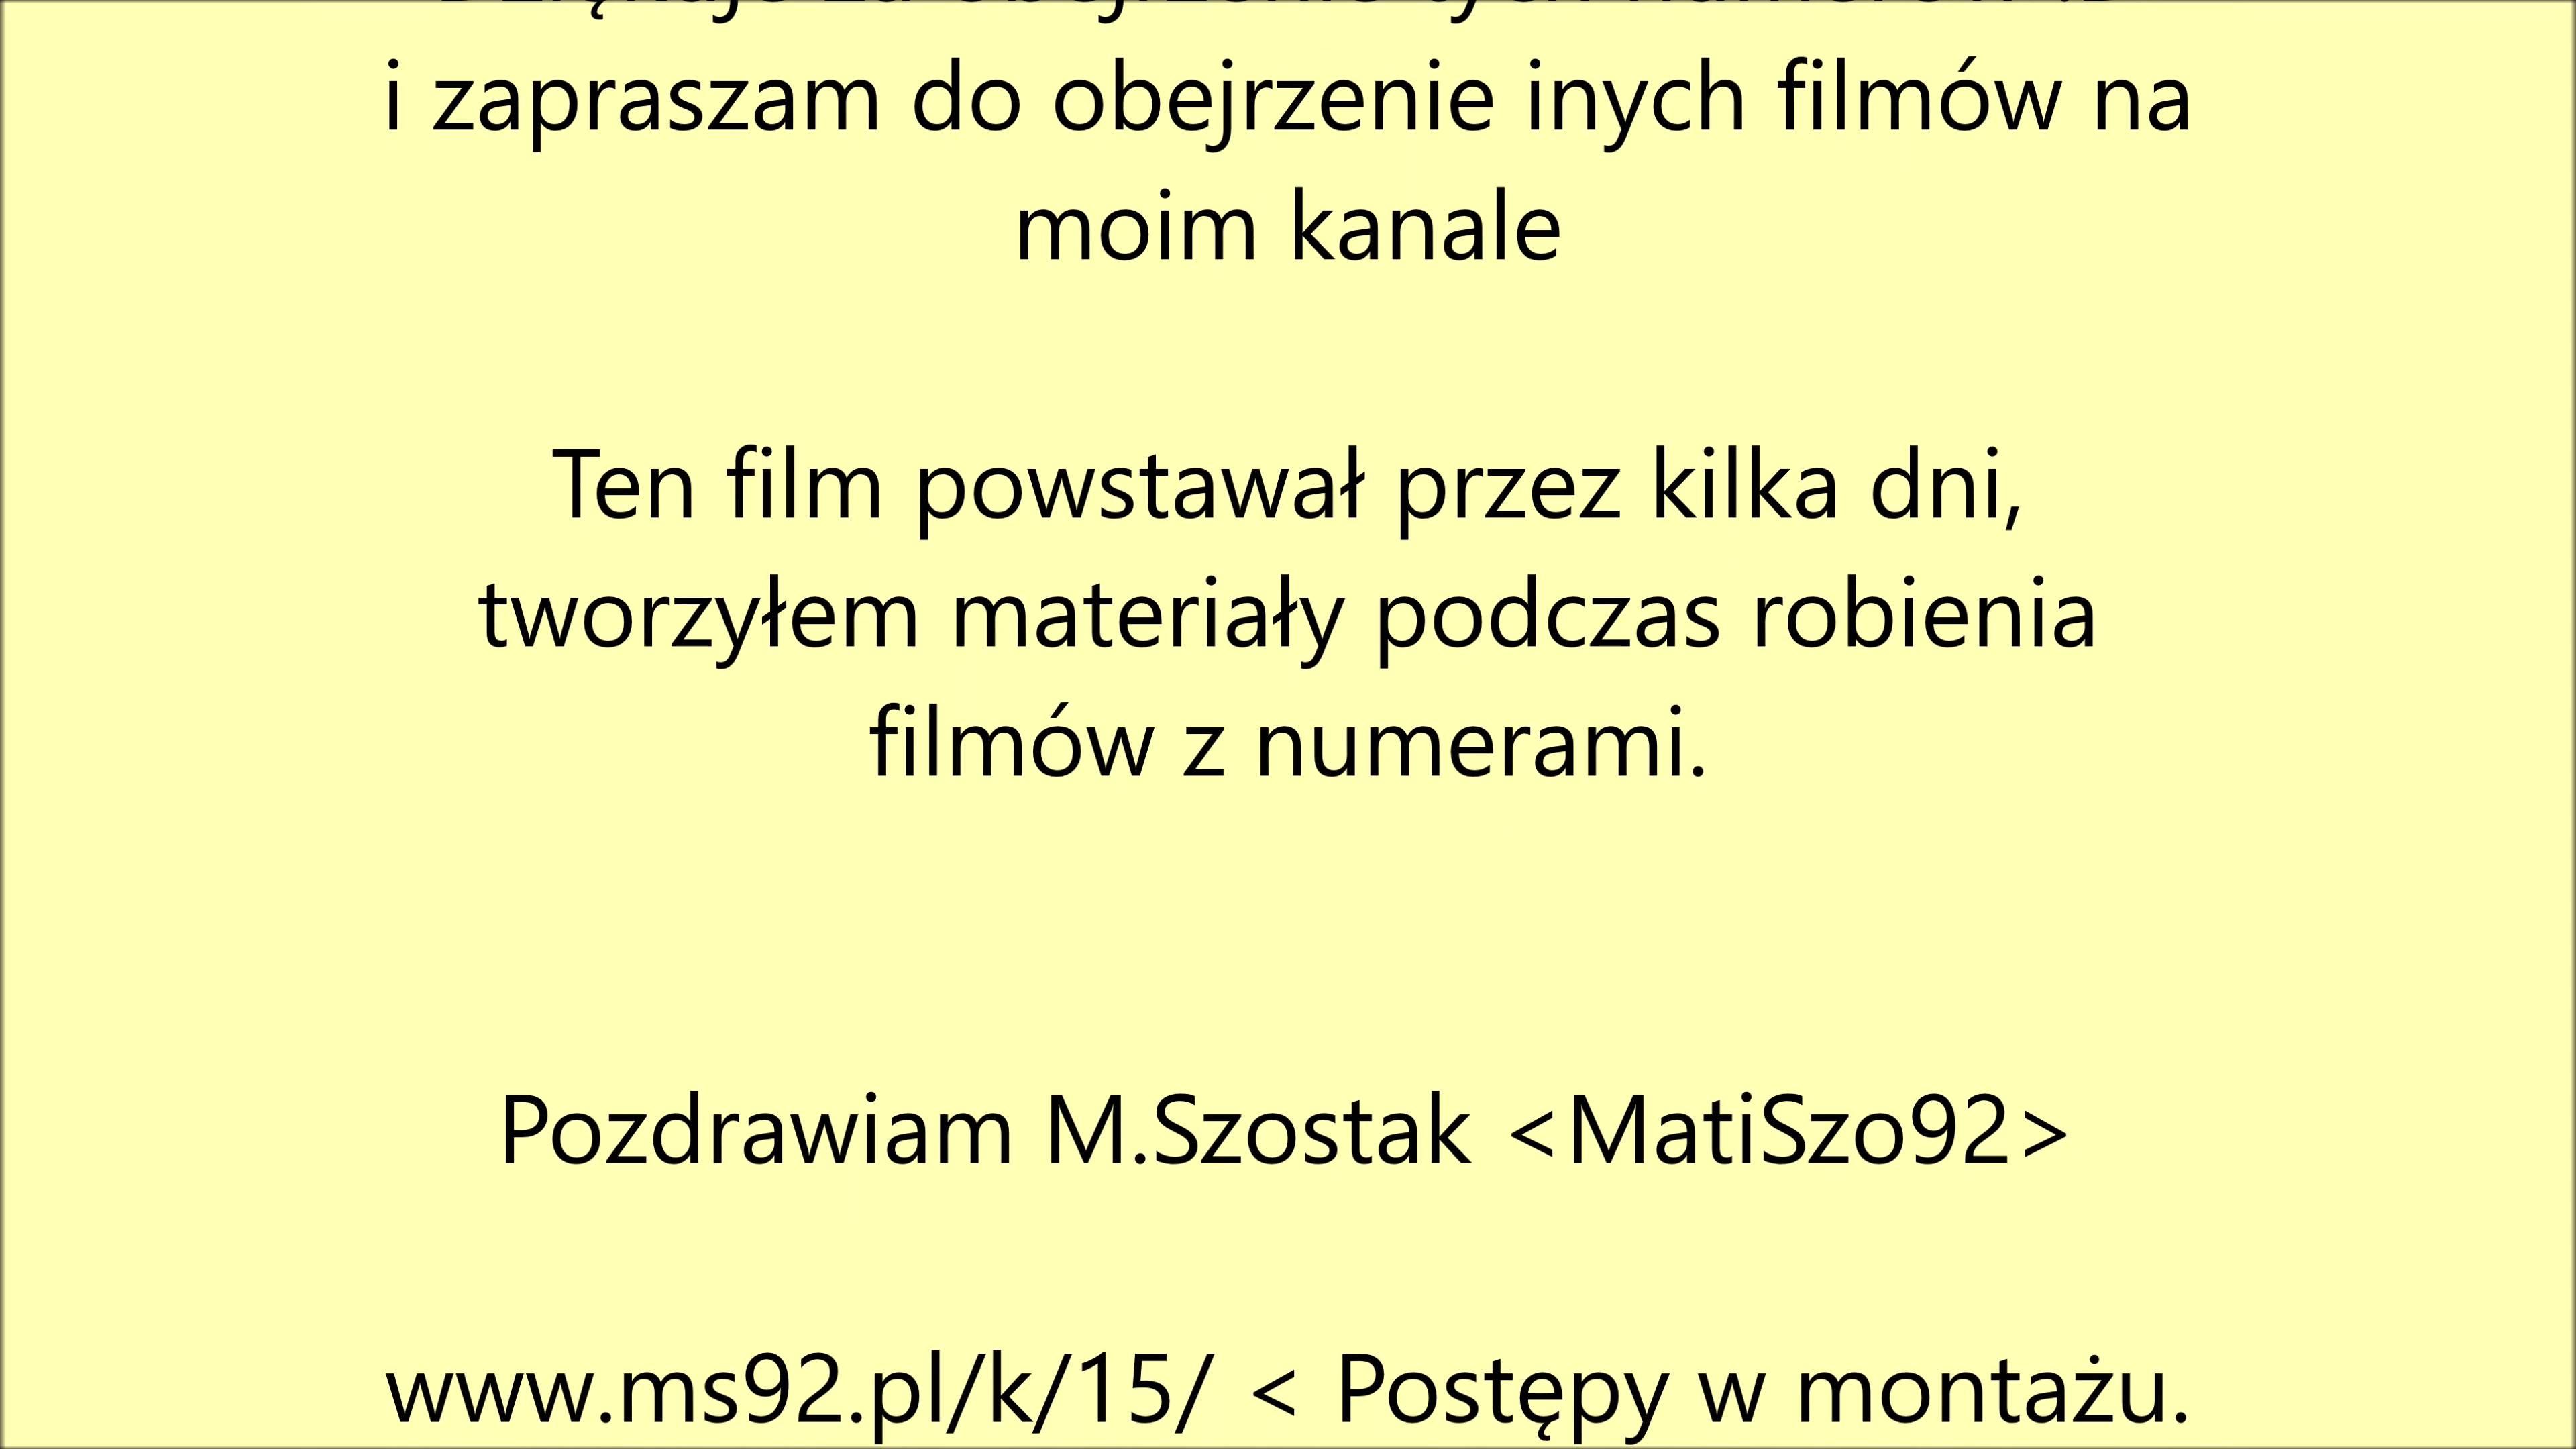 i zapraszam do obejrzenie inych filmów na
moim kanale
Ten film powstawał przez kilka dni,
tworzyłem materiały podczas robienia
filmów z numerami.
Pozdrawiam M.Szostak <MatiSzo92>
www.ms92.pl/k/15/ < Postępy w montażu.